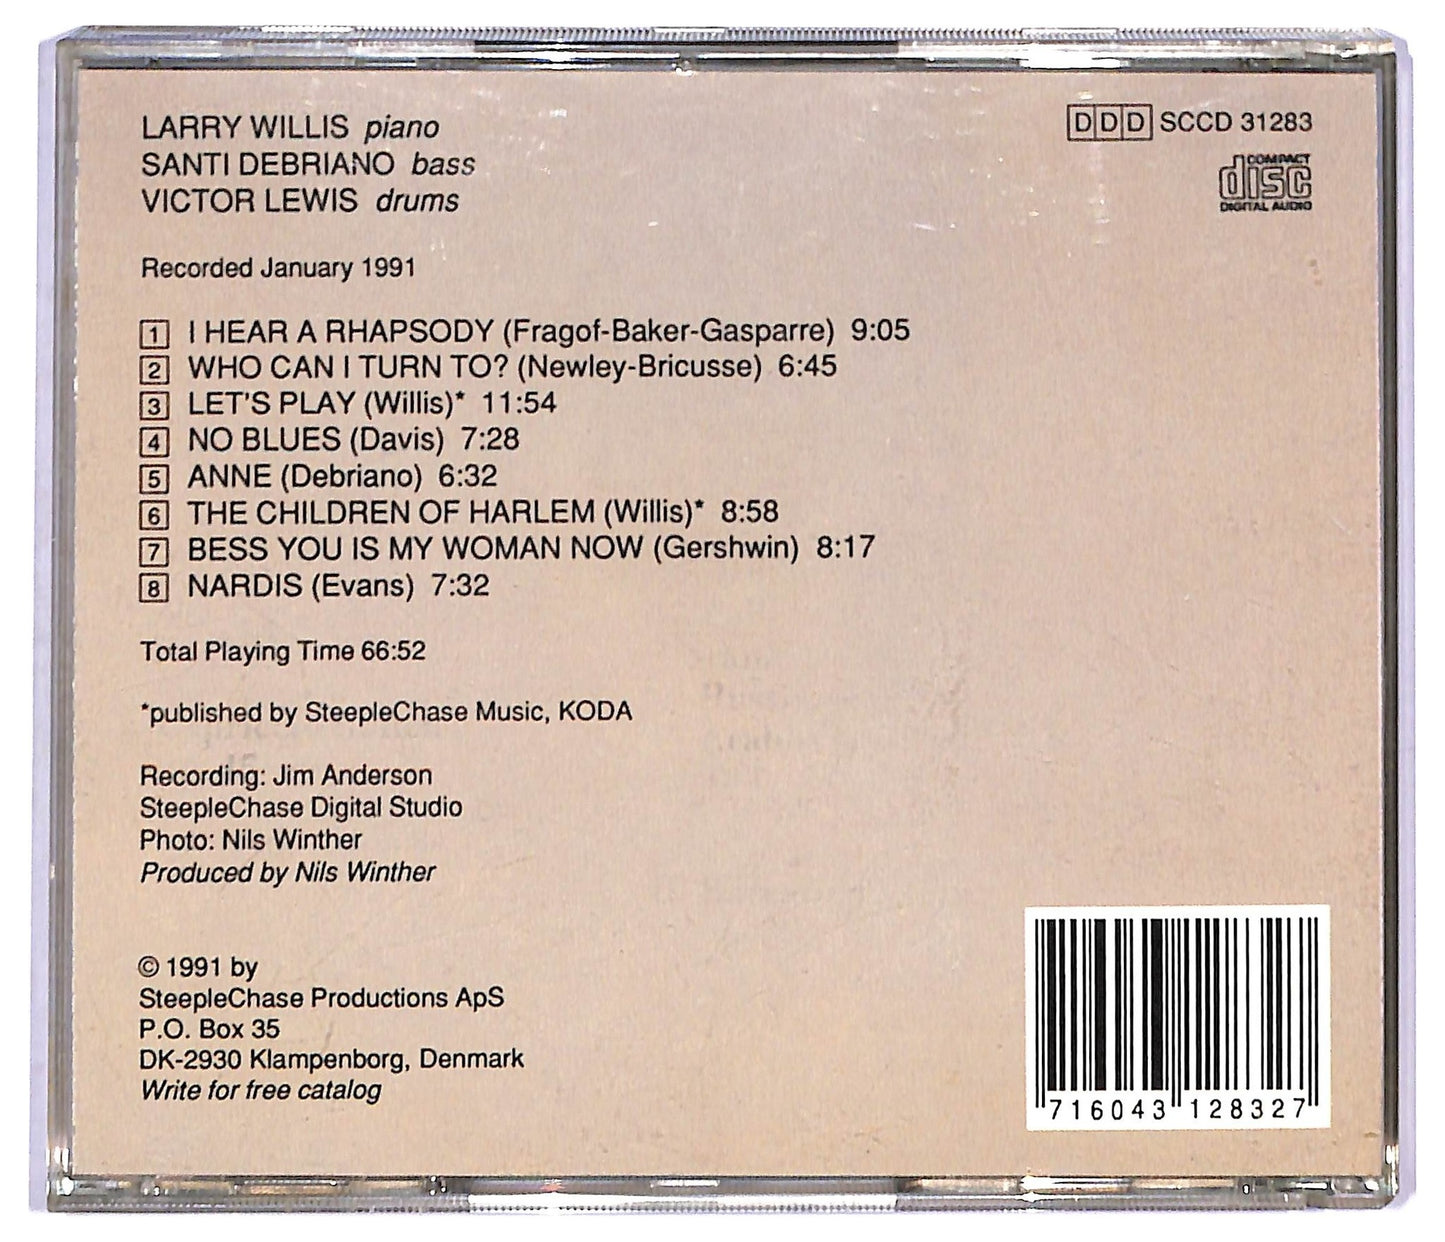 LARRY WILLIS piano
SANTI DEBRIANO bass
VICTOR LEWIS drums
DDD SCCD 31283
COMPACT
disc
DIGITAL AUDIO
Recorded January 1991
1 I HEAR A RHAPSODY (Fragof-Baker-Gasparre) 9:05
2 WHO CAN I TURN TO? (Newley-Bricusse) 6:45
3 LET'S PLAY (Willis)* 11:54
4 NO BLUES (Davis) 7:28
5 ANNE (Debriano) 6:32
6 THE CHILDREN OF HARLEM (Willis)* 8:58
7 BESS YOU IS MY WOMAN NOW (Gershwin) 8:17
8 NARDIS (Evans) 7:32
Total Playing Time 66:52
*published by SteepleChase Music, KODA
Recording: Jim Anderson
SteepleChase Digital Studio
Photo: Nils Winther
Produced by Nils Winther
© 1991 by
SteepleChase Productions ApS
P.O. Box 35
DK-2930 Klampenborg, Denmark
Write for free catalog
716043 128327